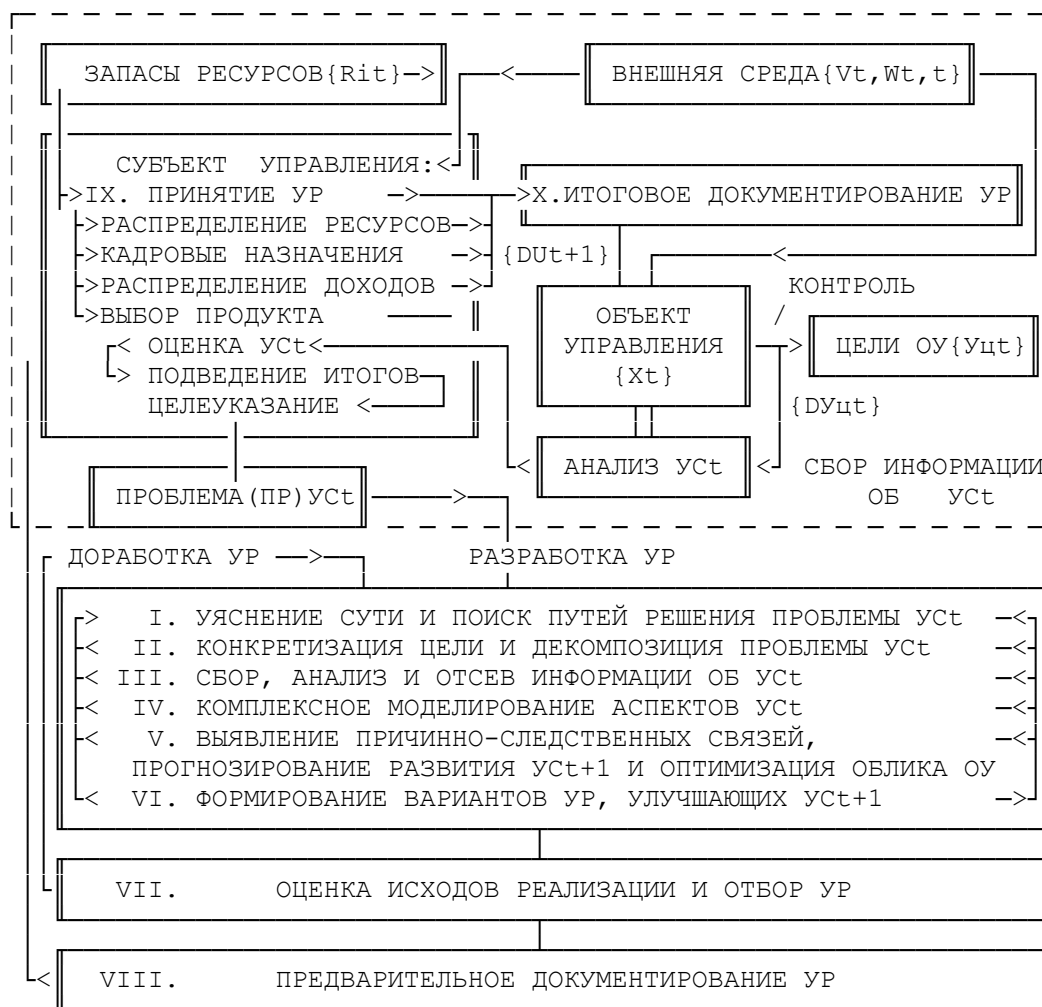 ЗАПАСЫ РЕСУРСОВ{Rit}
ВНЕШНЯЯ СРЕДА{Vt,Wt,t}
СУБЪЕКТ УПРАВЛЕНИЯ:
IX. ПРИНЯТИЕ УР
X.ИТОГОВОЕ ДОКУМЕНТИРОВАНИЕ УР
РАСПРЕДЕЛЕНИЕ РЕСУРСОВ
КАДРОВЫЕ НАЗНАЧЕНИЯ
{DUt+1}
РАСПРЕДЕЛЕНИЕ ДОХОДОВ
КОНТРОЛЬ
ВЫБОР ПРОДУКТА
ОБЪЕКТ
УПРАВЛЕНИЯ
{Xt}
ЦЕЛИ ОУ{Уцt}
ОЦЕНКА УСt
ПОДВЕДЕНИЕ ИТОГОВ
ЦЕЛЕУКАЗАНИЕ
{DУцt}
АНАЛИЗ УСt
СБОР ИНФОРМАЦИИ
ОБ УСt
ПРОБЛЕМА(ПР)УСt
ДОРАБОТКА УР
РАЗРАБОТКА УР
I. УЯСНЕНИЕ СУТИ И ПОИСК ПУТЕЙ РЕШЕНИЯ ПРОБЛЕМЫ УСt
II. КОНКРЕТИЗАЦИЯ ЦЕЛИ И ДЕКОМПОЗИЦИЯ ПРОБЛЕМЫ УСt
III. СБОР, АНАЛИЗ И ОТСЕВ ИНФОРМАЦИИ ОБ УСt
IV. КОМПЛЕКСНОЕ МОДЕЛИРОВАНИЕ АСПЕКТОВ УСt
V. ВЫЯВЛЕНИЕ ПРИЧИННО-СЛЕДСТВЕННЫХ СВЯЗЕЙ,
ПРОГНОЗИРОВАНИЕ РАЗВИТИЯ УСt+1 И ОПТИМИЗАЦИЯ ОБЛИКА ОУ
VI. ФОРМИРОВАНИЕ ВАРИАНТОВ УР, УЛУЧШАЮЩИХ УСt+1
VII. ОЦЕНКА ИСХОДОВ РЕАЛИЗАЦИИ И ОТБОР УР
VIII. ПРЕДВАРИТЕЛЬНОЕ ДОКУМЕНТИРОВАНИЕ УР